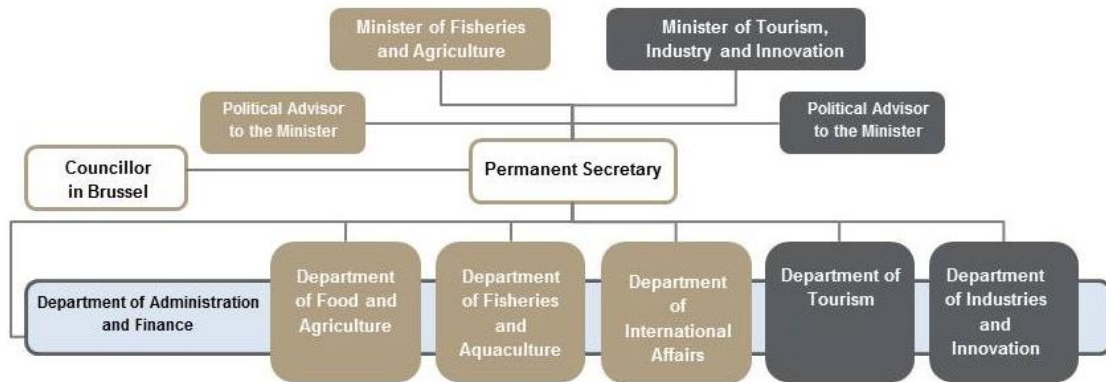 Minister of Fisheries
and Agriculture
Minister of Tourism,
Industry and Innovation
Political Advisor
to the Minister
Political Advisor
to the Minister
Councillor
in Brussel
Permanent Secretary
Department of Administration
and Finance
Department
of Food and
Agriculture
Department
of Fisheries
and
Aquaculture
Department
of
International
Affairs
Department of
Tourism
Department
of Industries
and
Innovation